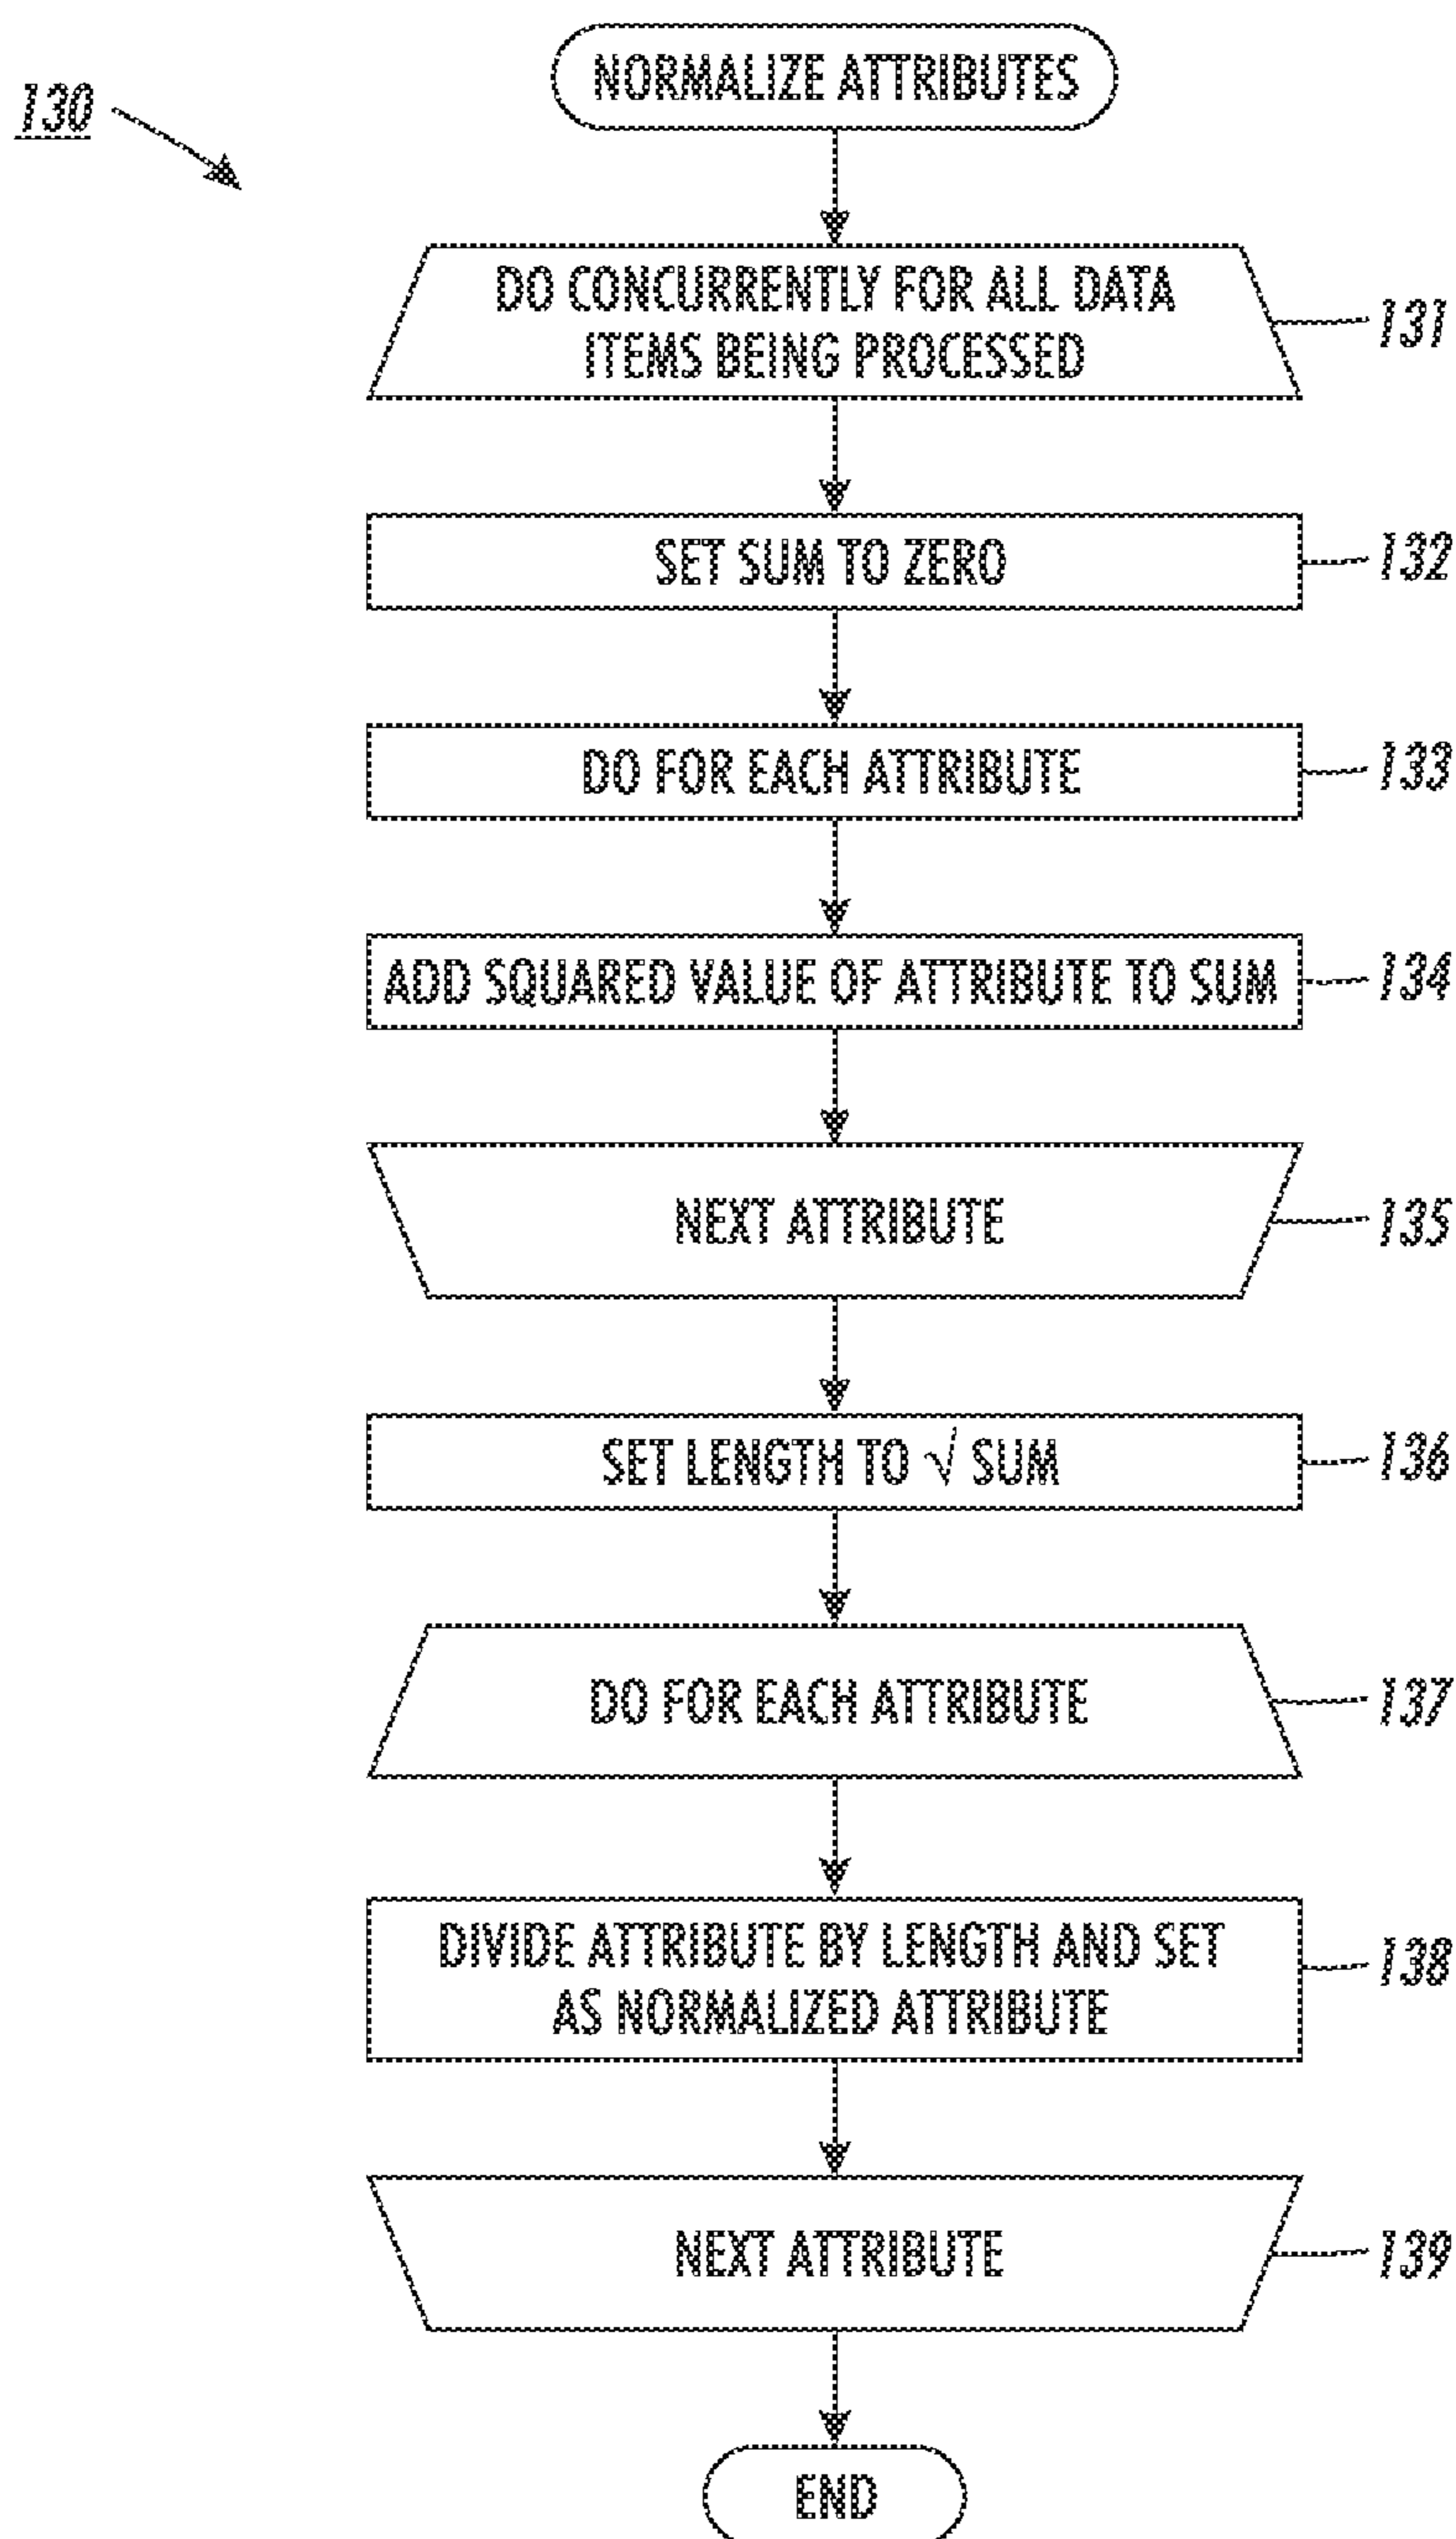 130
NORMALIZE ATTRIBUTES
DO CONCURRENTLY FOR ALL DATA
ITEMS BEING PROCESSED
131
SET SUM TO ZERO
132
DO FOR EACH ATTRIBUTE
133
ADD SQUARED VALUE OF ATTRIBUTE TO SUM
134
NEXT ATTRIBUTE
135
SET LENGTH TO √ SUM
136
DO FOR EACH ATTRIBUTE
137
DIVIDE ATTRIBUTE BY LENGTH AND SET
AS NORMALIZED ATTRIBUTE
138
NEXT ATTRIBUTE
139
END